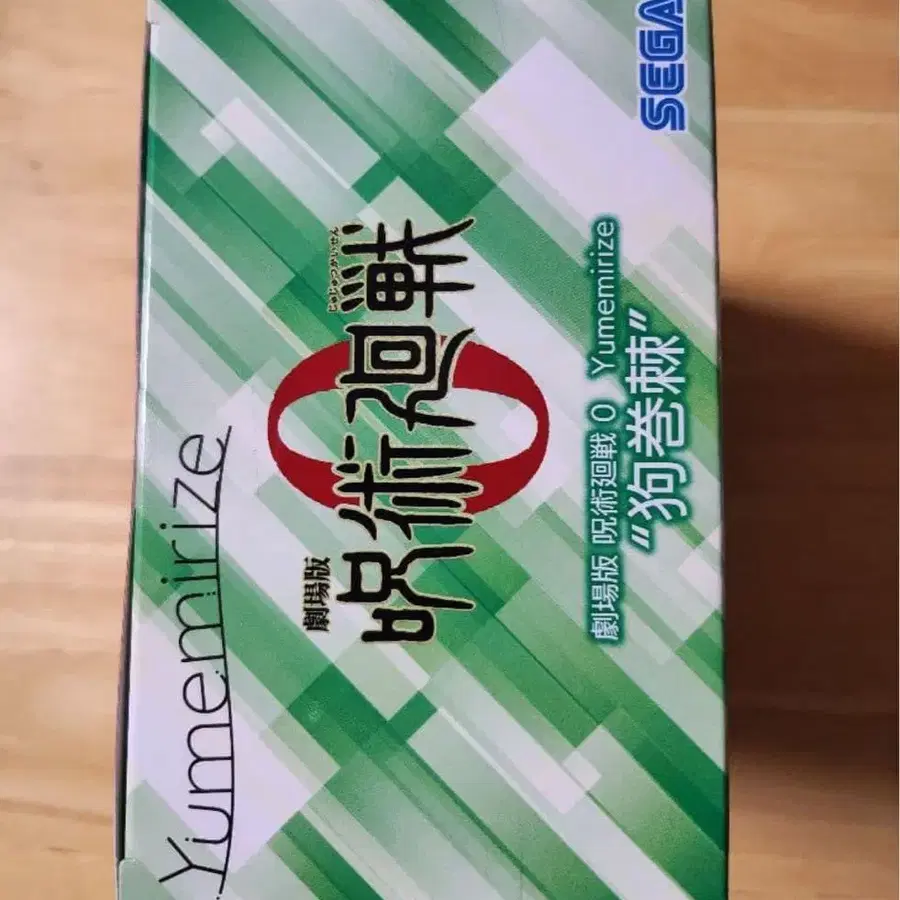 Yumemirize
劇場版
じゅじゅつかいせん
呪術廻戦
0
劇場版 呪術廻戦 0 Yumemirize
“狗巻棘”
SEGA